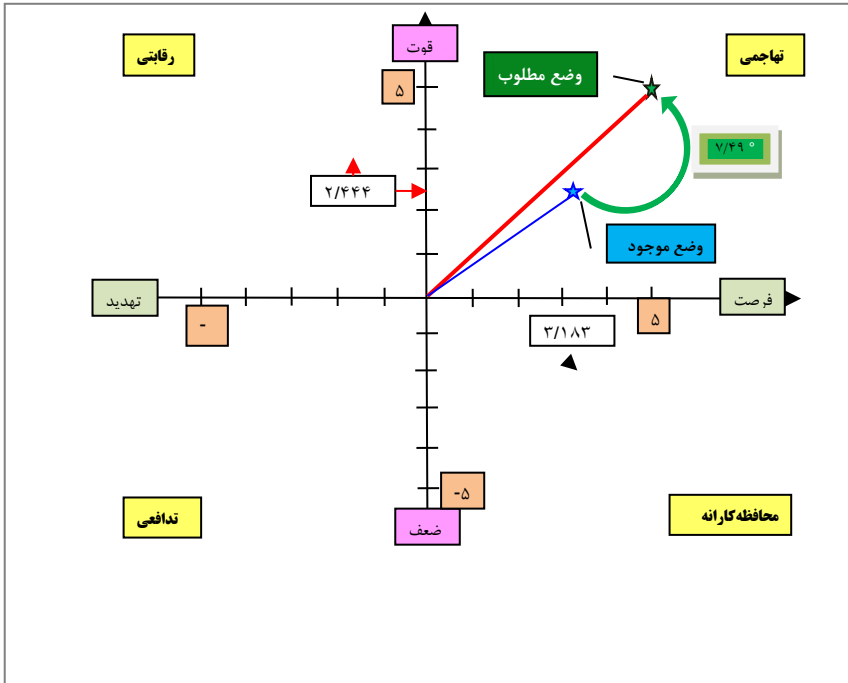 رقابتی
قوت
تهاجمی
وضع مطلوب
۵
۷/۴۹ °
۲/۴۴۴
وضع موجود
تهدید
فرصت
-
۵
۳/۱۸۳
-۵
تدافعی
ضعف
محافظه‌کارانه